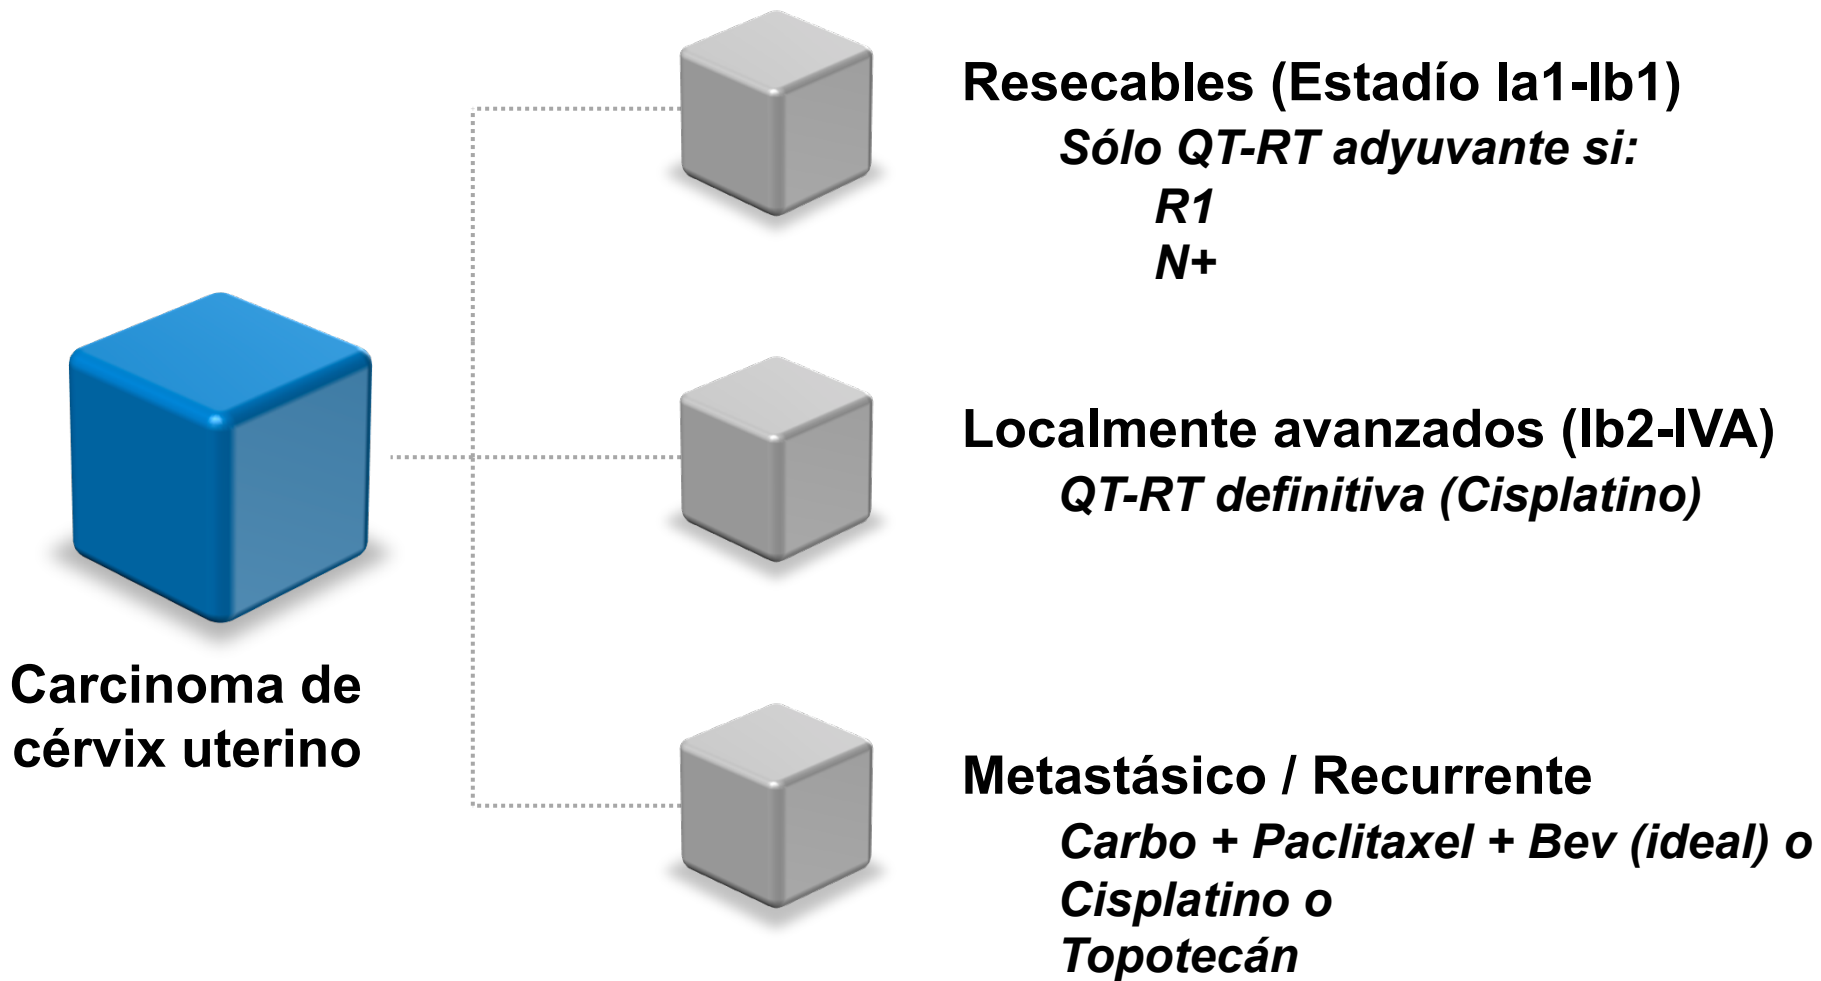 Resecables (Estadío Ia1-Ib1)
Sólo QT-RT adyuvante si:
R1
N+
Carcinoma de
cérvix uterino
Localmente avanzados (Ib2-IVA)
QT-RT definitiva (Cisplatino)
Metastásico / Recurrente
Carbo + Paclitaxel + Bev (ideal) o
Cisplatino o
Topotecán